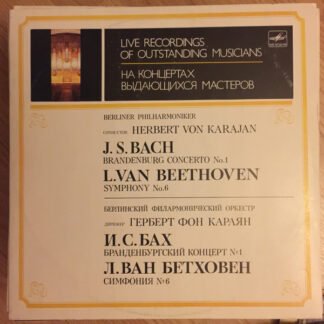 LIVE RECORDINGS
OF OUTSTANDING MUSICIANS
НА КОНЦЕРТАХ
ВЫДАЮЩИХСЯ МАСТЕРОВ
BERLINER PHILHARMONIKER
CONDUCTOR HERBERT VON KARAJAN
J. S. BACH
BRANDENBURG CONCERTO No.1
L. VAN BEETHOVEN
SYMPHONY No.6
БЕРЛИНСКИЙ ФИЛАРМОНИЧЕСКИЙ ОРКЕСТР
ДИРИЖЕР ГЕРБЕРТ ФОН КАРАЯН
И. С. БАХ
БРАНДЕНБУРГСКИЙ КОНЦЕРТ №1
Л. ВАН БЕТХОВЕН
СИМФОНИЯ №6